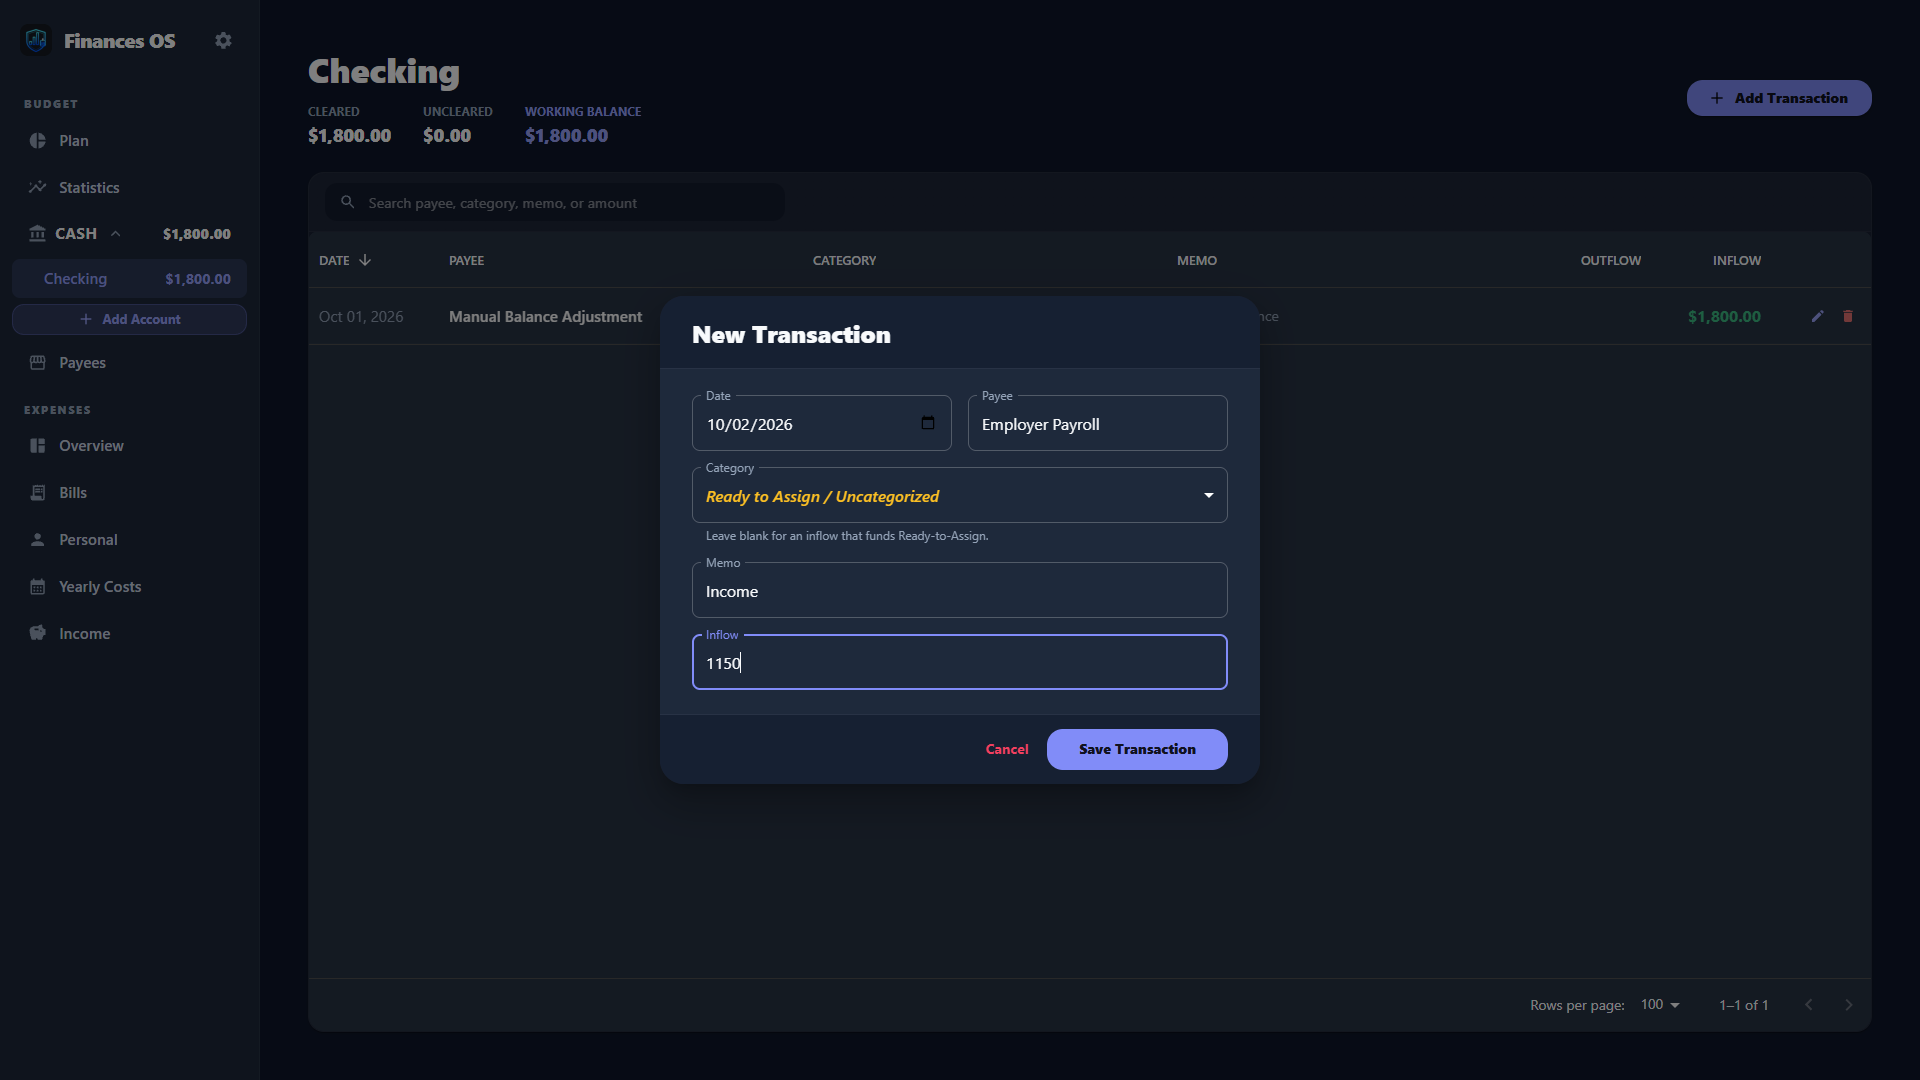 Finances OS
BUDGET
Plan
Statistics
CASH $1,800.00
Checking $1,800.00
+ Add Account
Payees
EXPENSES
Overview
Bills
Personal
Yearly Costs
Income
Checking
CLEARED UNCLEARED WORKING BALANCE
$1,800.00 $0.00 $1,800.00
+ Add Transaction
Search payee, category, memo, or amount
DATE PAYEE CATEGORY MEMO OUTFLOW INFLOW
Oct 01, 2026 Manual Balance Adjustment $1,800.00
New Transaction
Date
10/02/2026
Payee
Employer Payroll
Category
Ready to Assign / Uncategorized
Leave blank for an inflow that funds Ready-to-Assign.
Memo
Income
Inflow
1150
Cancel Save Transaction
Rows per page: 100 1–1 of 1